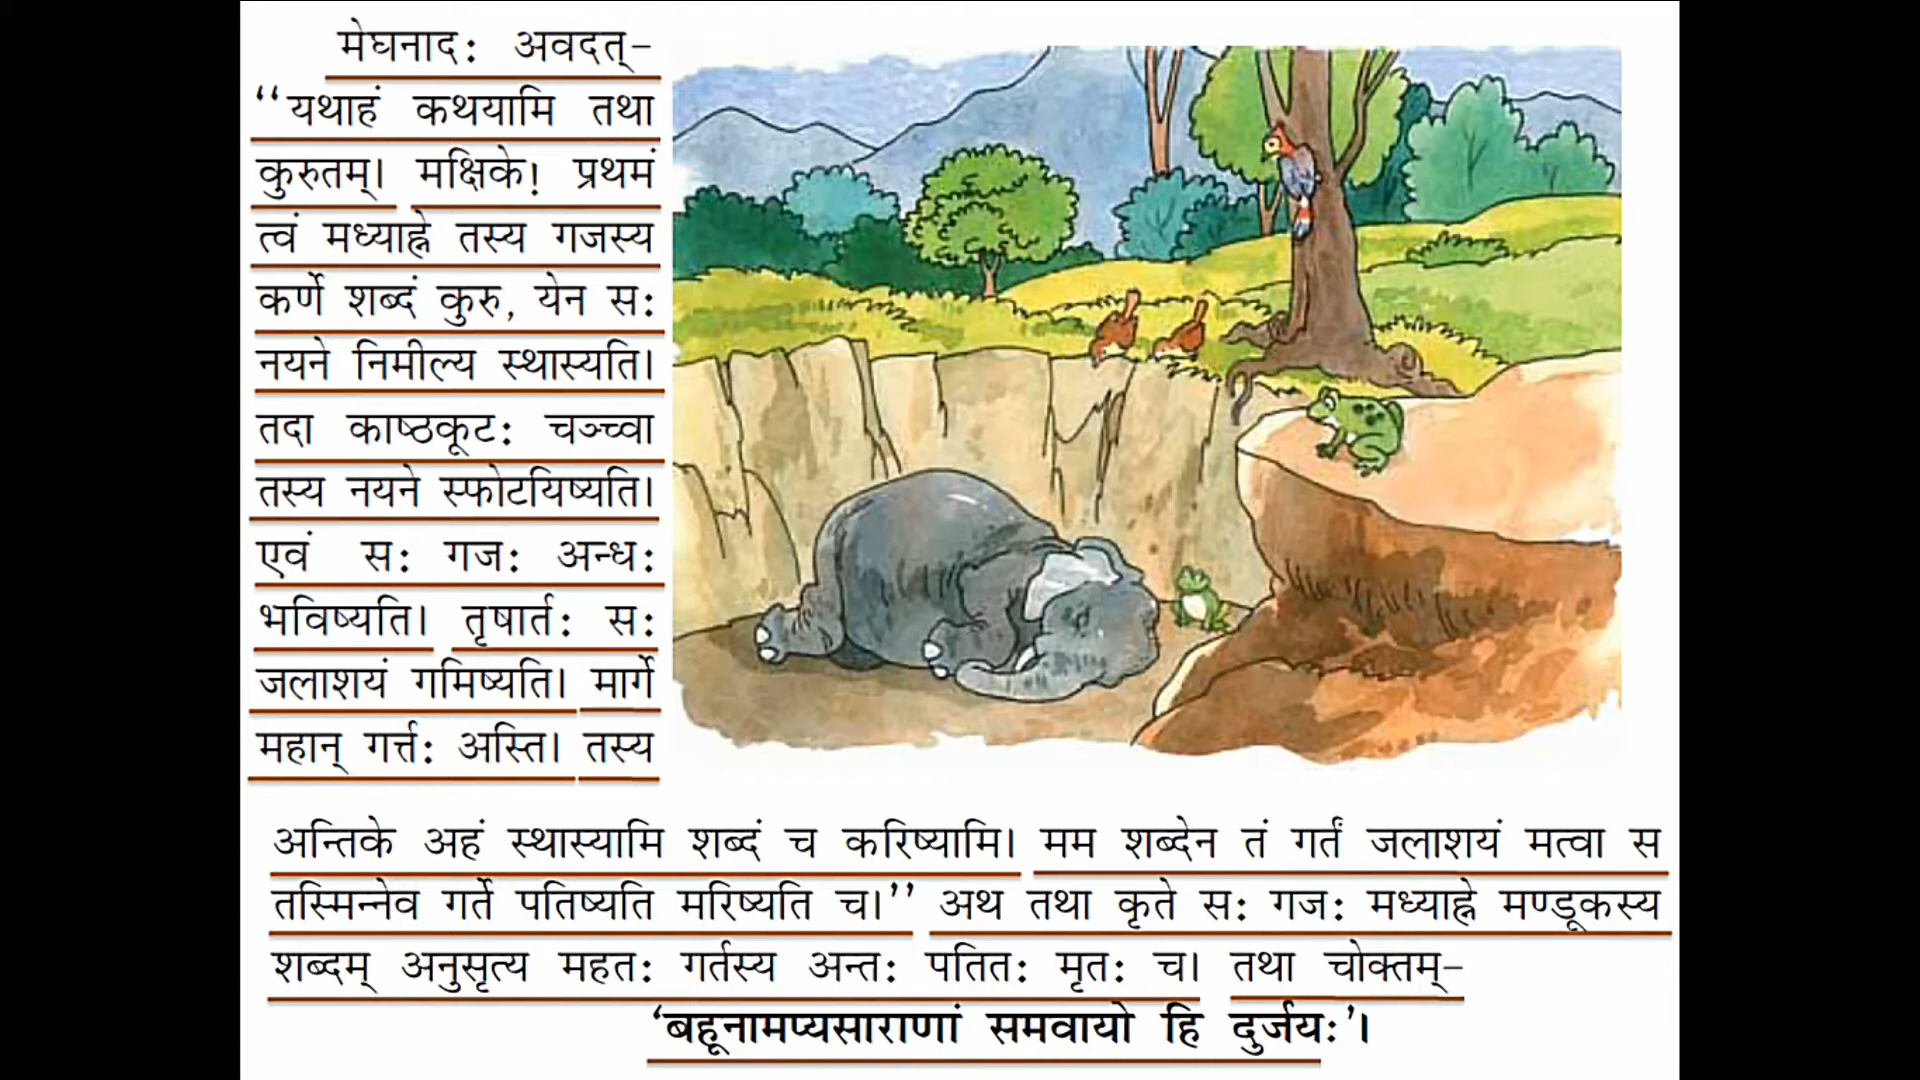 मेघनादः अवदत्-
“यथाहं कथयामि तथा
कुरुतम्। मक्षिके! प्रथमं
त्वं मध्याह्ने तस्य गजस्य
कर्णे शब्दं कुरु, येन सः
नयने निमील्य स्थास्यति।
तदा काष्ठकूटः चञ्च्वा
तस्य नयने स्फोटयिष्यति।
एवं सः गजः अन्धः
भविष्यति। तृषार्तः सः
जलाशयं गमिष्यति। मार्गे
महान् गर्त्तः अस्ति। तस्य
अन्तिके अहं स्थास्यामि शब्दं च करिष्यामि। मम शब्देन तं गर्तं जलाशयं मत्वा स
तस्मिन्नेव गर्ते पतिष्यति मरिष्यति च।” अथ तथा कृते सः गजः मध्याह्ने मण्डूकस्य
शब्दम् अनुसृत्य महतः गर्तस्य अन्तः पतितः मृतः च। तथा चोक्तम्-
‘बहूनामप्यसाराणां समवायो हि दुर्जयः’।